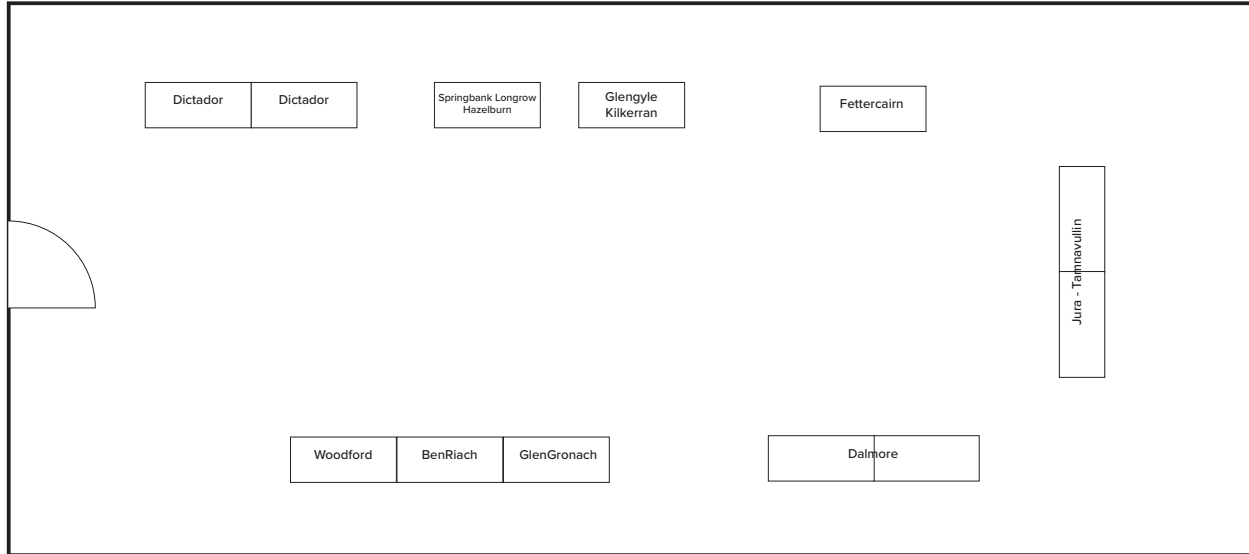 Dictador
Dictador
Springbank Longrow
Hazelburn
Glengyle
Kilkerran
Fettercairn
Jura - Tamnavullin
Woodford
BenRiach
GlenGronach
Dalmore